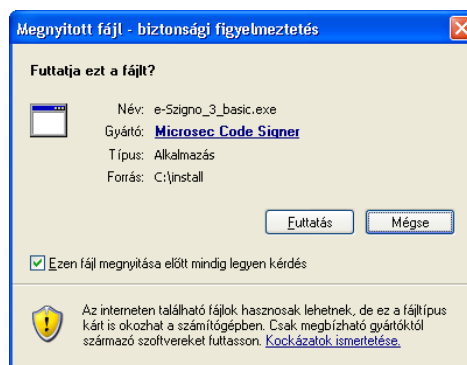 Megnyitott fájl - biztonsági figyelmeztetés
Futtatja ezt a fájlt?
Név: e-Szigno_3_basic.exe
Gyártó: Microsec Code Signer
Típus: Alkalmazás
Forrás: C:\install
Futtatás Mégse
Ezen fájl megnyitása előtt mindig legyen kérdés
Az interneten található fájlok hasznosak lehetnek, de ez a fájltípus
kárt is okozhat a számítógépben. Csak megbízható gyártóktól
származó szoftvereket futtasson. Kockázatok ismertetése.